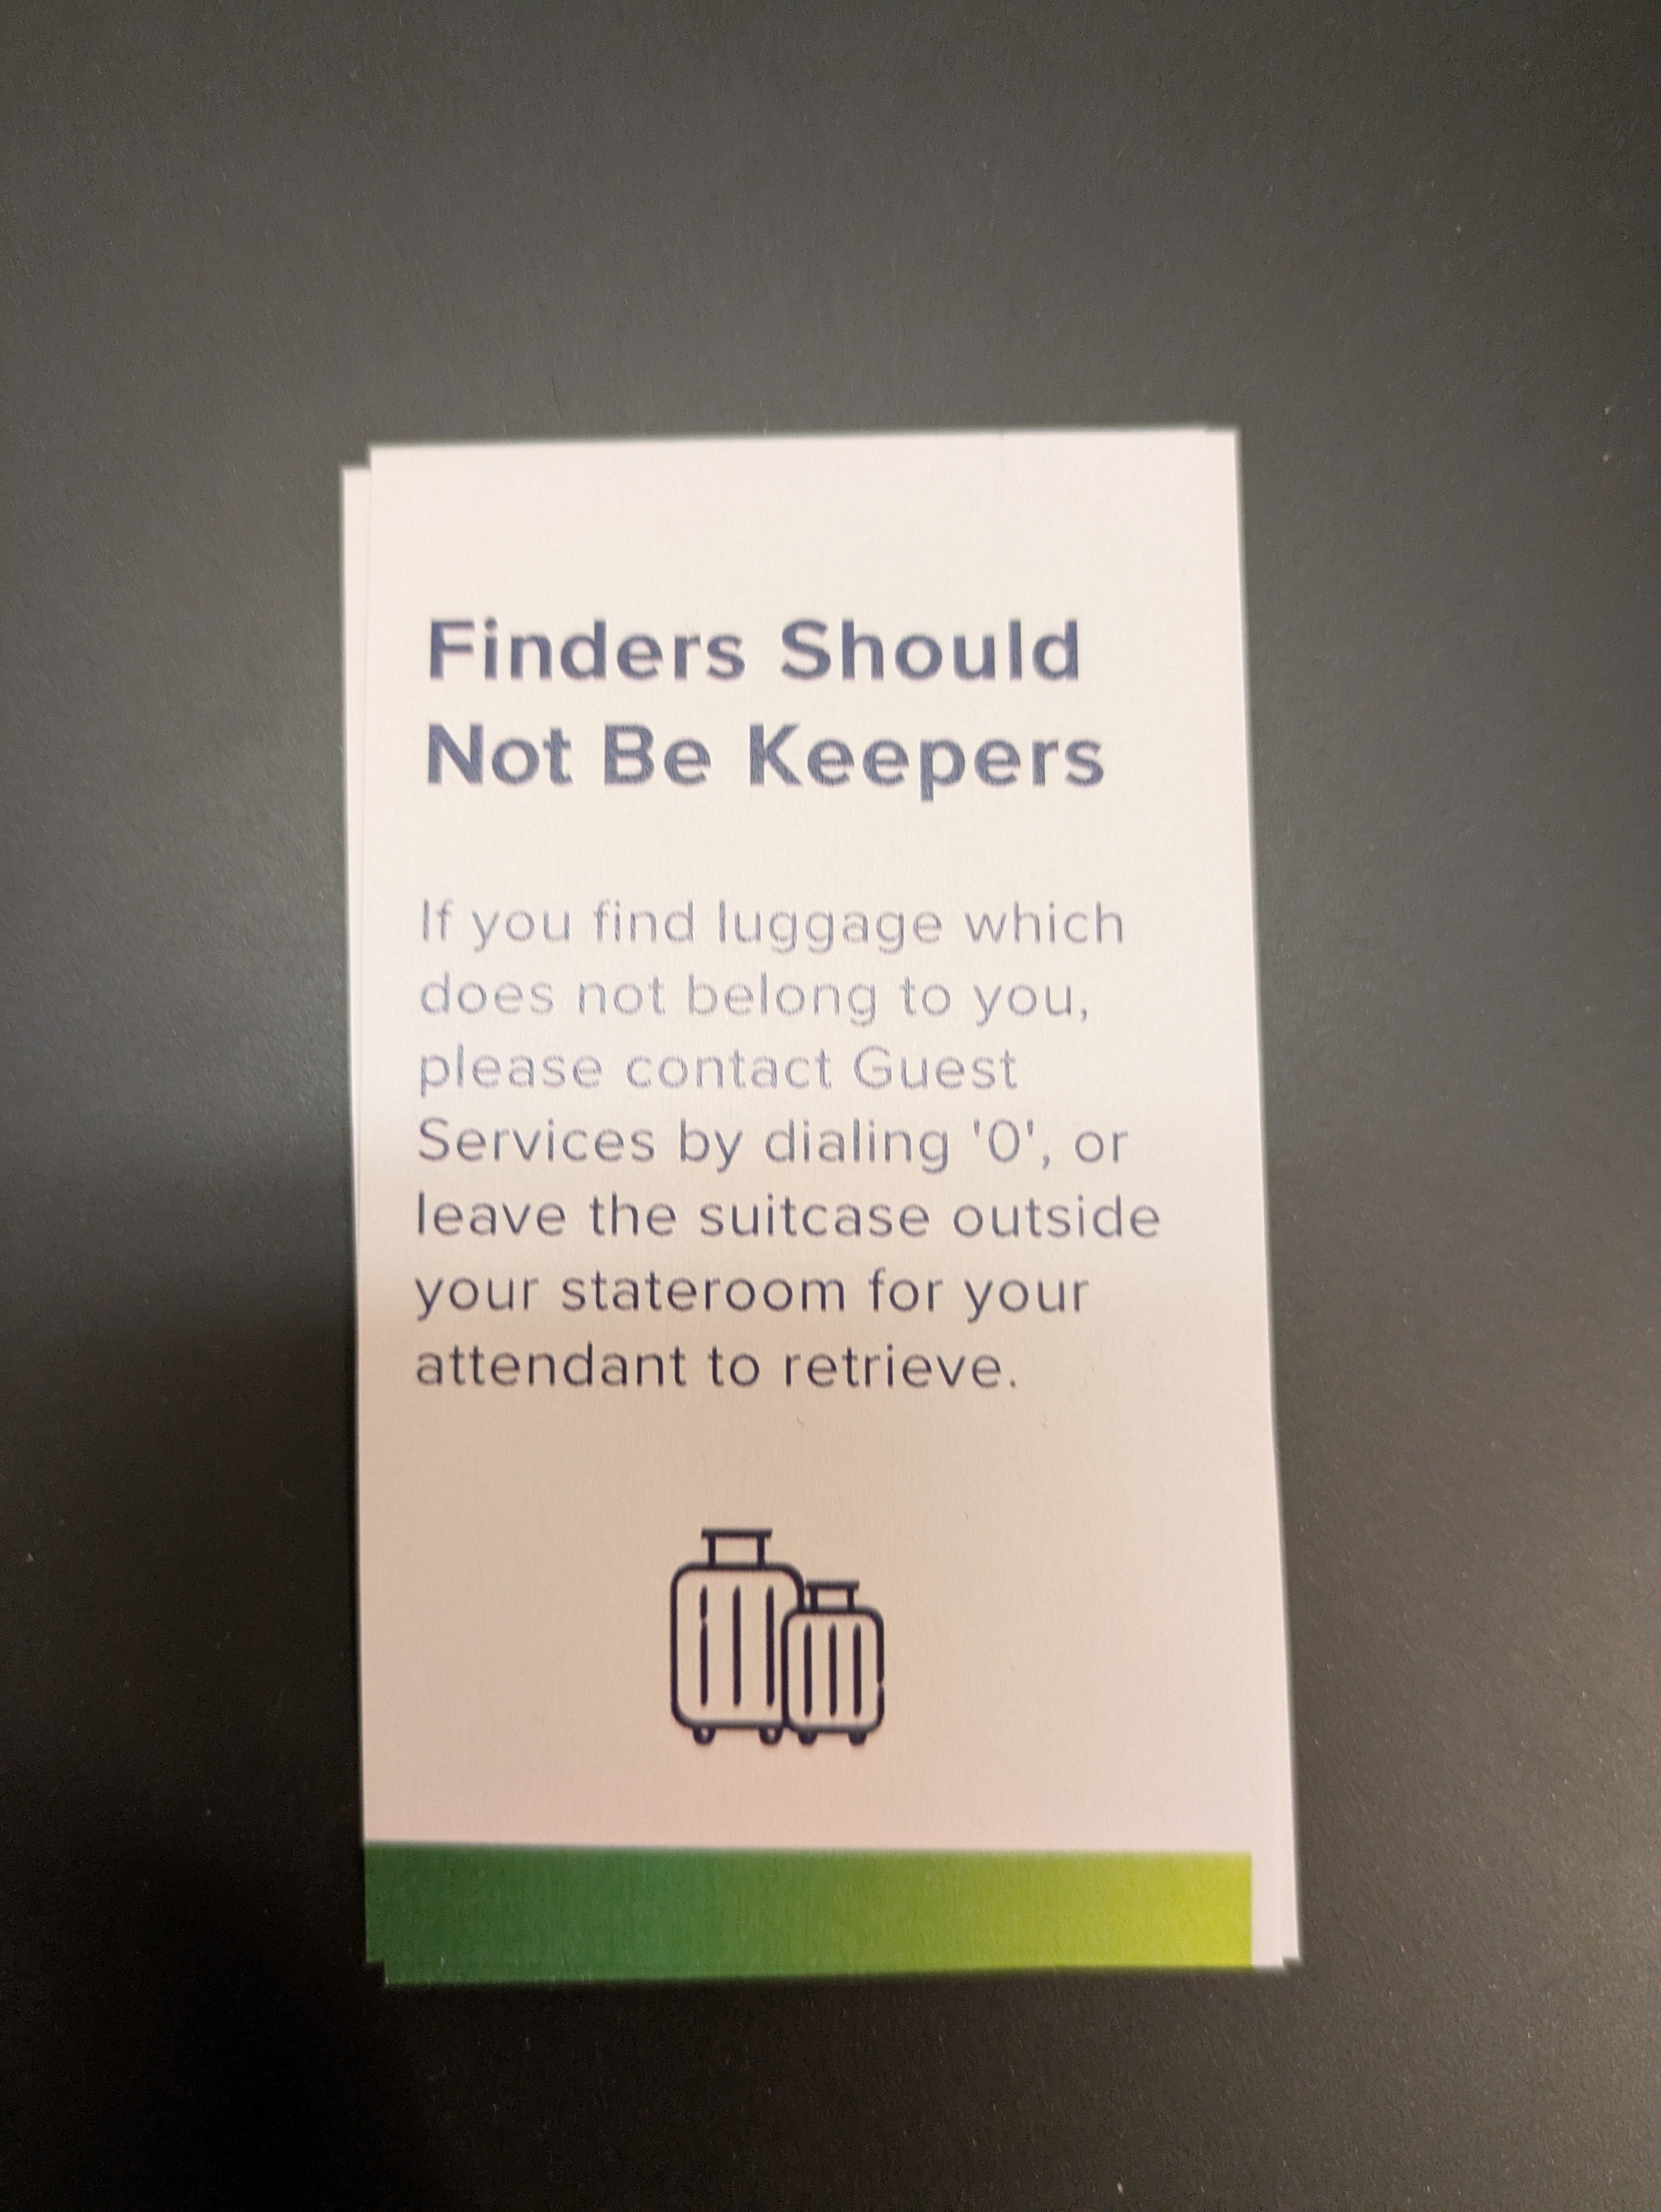 Finders Should
Not Be Keepers
If you find luggage which
does not belong to you,
please contact Guest
Services by dialing '0', or
leave the suitcase outside
your stateroom for your
attendant to retrieve.